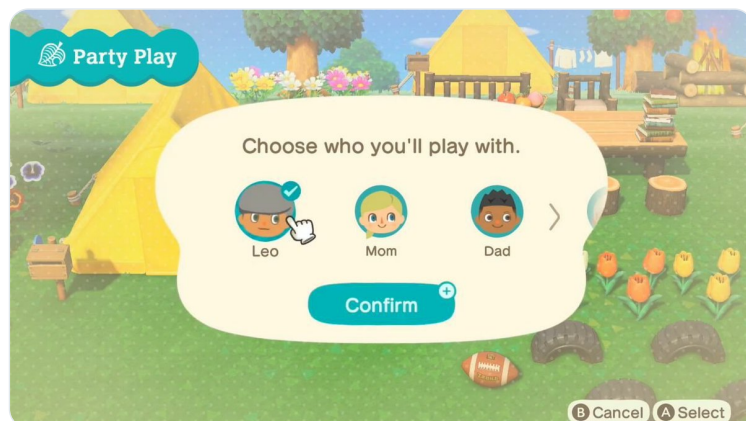 Party Play
Choose who you'll play with.
Leo
Mom
Dad
Confirm
+
B Cancel A Select